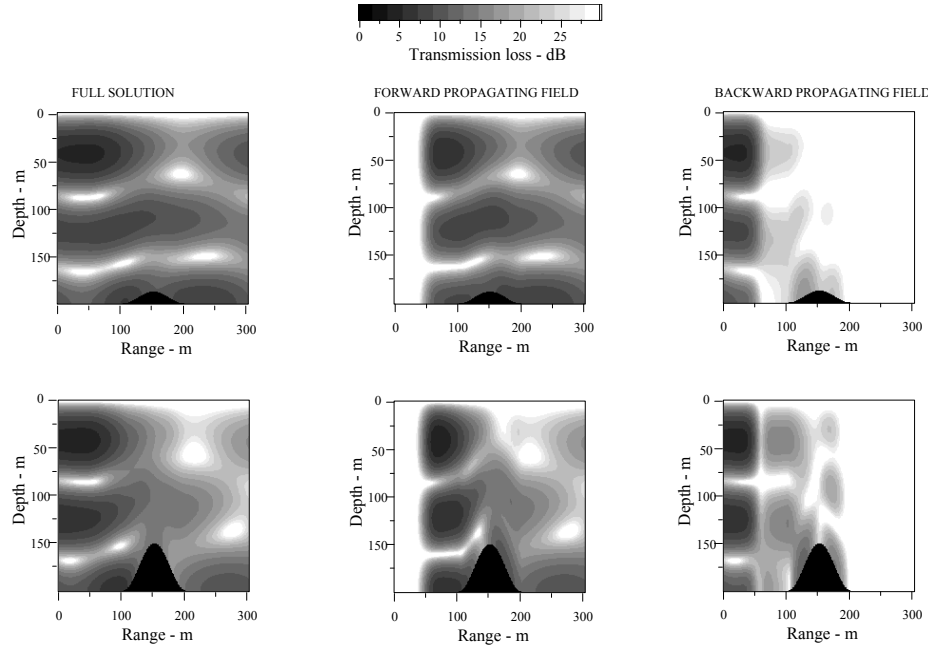 0 5 10 15 20 25
Transmission loss - dB
FULL SOLUTION
FORWARD PROPAGATING FIELD
BACKWARD PROPAGATING FIELD
0
50
100
150
Depth - m
0 100 200 300
Range - m
0
50
100
150
Depth - m
0 100 200 300
Range - m
0
50
100
150
Depth - m
0 100 200 300
Range - m
0
50
100
150
Depth - m
0 100 200 300
Range - m
0
50
100
150
Depth - m
0 100 200 300
Range - m
0
50
100
150
Depth - m
0 100 200 300
Range - m